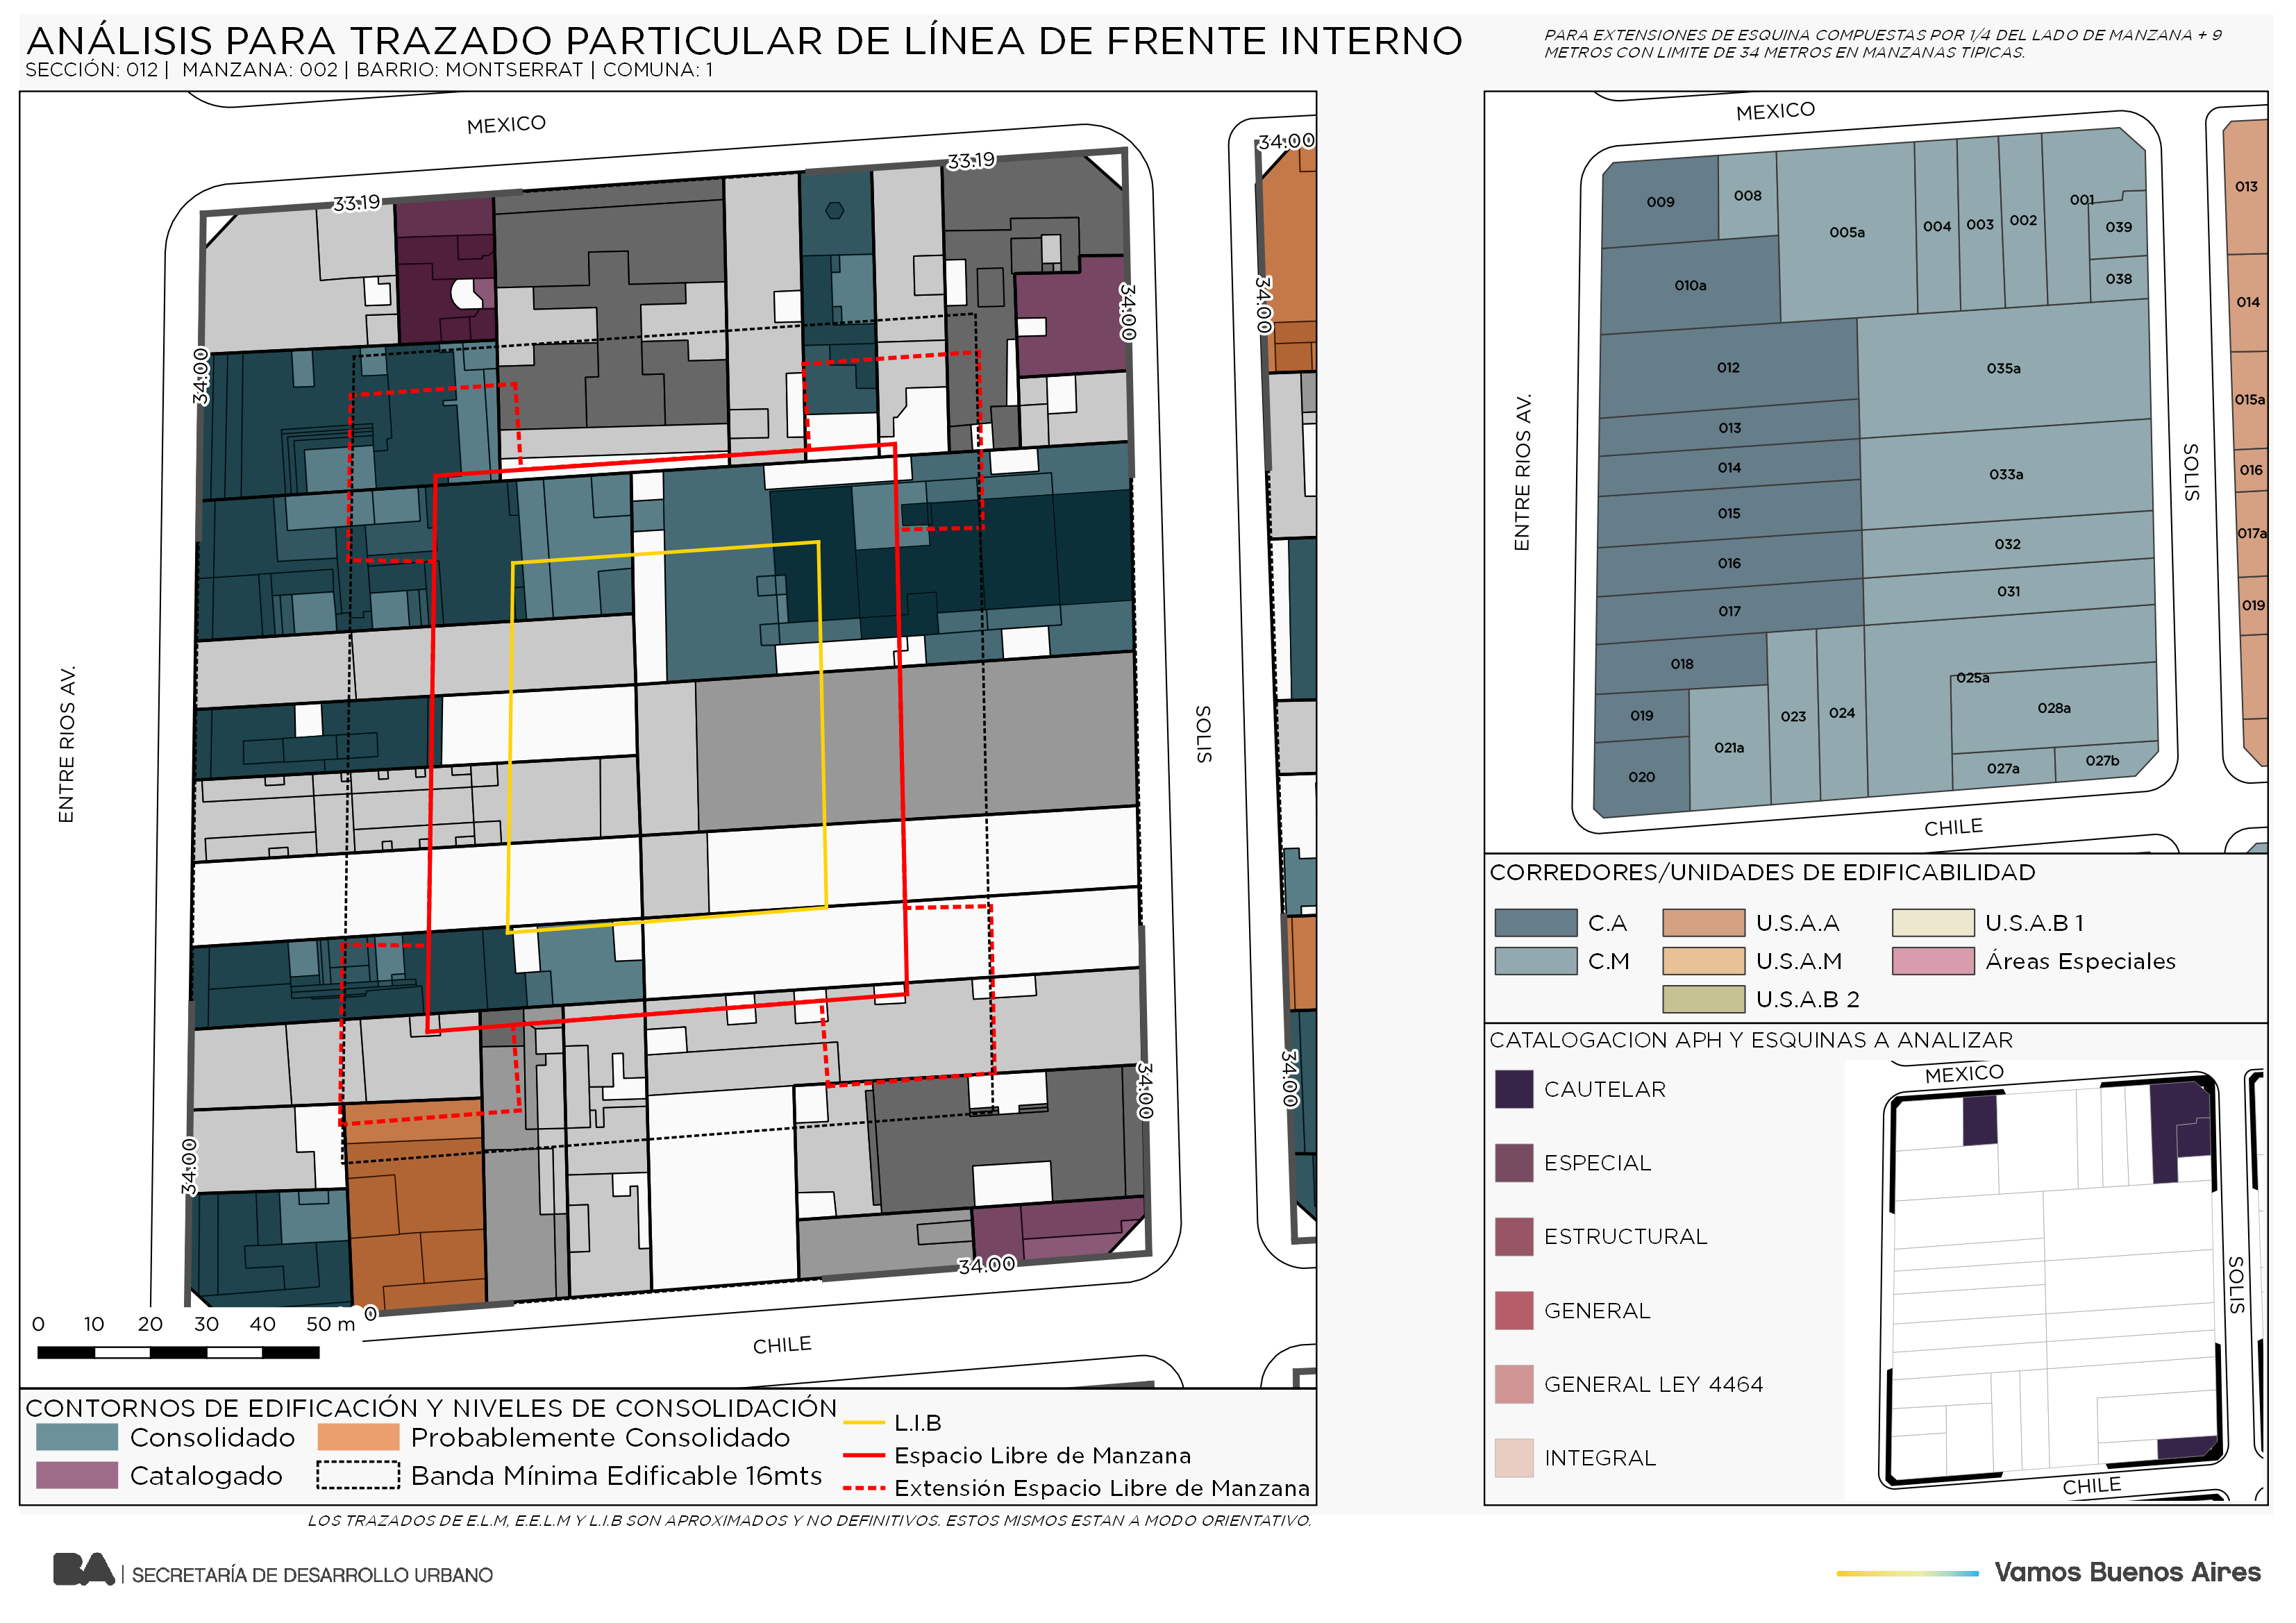 ANÁLISIS PARA TRAZADO PARTICULAR DE LÍNEA DE FRENTE INTERNO
SECCIÓN: 012 | MANZANA: 002 | BARRIO: MONTSERRAT | COMUNA: 1
PARA EXTENSIONES DE ESQUINA COMPUESTAS POR 1/4 DEL LADO DE MANZANA + 9
METROS CON LIMITE DE 34 METROS EN MANZANAS TIPICAS.
MEXICO
33.19
33.19
34.00
34.00
34.00
34.00
ENTRE RIOS AV.
SOLIS
34.00
34.00
34.00
34.00
0
CHILE
0 10 20 30 40 50 m
CONTORNOS DE EDIFICACIÓN Y NIVELES DE CONSOLIDACIÓN
Consolidado
Probablemente Consolidado
Catalogado
Banda Mínima Edificable 16mts
L.I.B
Espacio Libre de Manzana
Extensión Espacio Libre de Manzana
LOS TRAZADOS DE E.L.M, E.E.L.M Y L.I.B SON APROXIMADOS Y NO DEFINITIVOS. ESTOS MISMOS ESTAN A MODO ORIENTATIVO.
MEXICO
009
008
005a
004
003
002
001
039
038
010a
012
035a
013
014
033a
015
016
032
017
031
018
025a
019
021a
023
024
028a
020
027a
027b
013
014
015a
016
017a
019
ENTRE RIOS AV.
SOLIS
CHILE
CORREDORES/UNIDADES DE EDIFICABILIDAD
C.A
U.S.A.A
U.S.A.B 1
C.M
U.S.A.M
Áreas Especiales
U.S.A.B 2
CATALOGACION APH Y ESQUINAS A ANALIZAR
CAUTELAR
ESPECIAL
ESTRUCTURAL
GENERAL
GENERAL LEY 4464
INTEGRAL
MEXICO
SOLIS
CHILE
BA | SECRETARÍA DE DESARROLLO URBANO
Vamos Buenos Aires